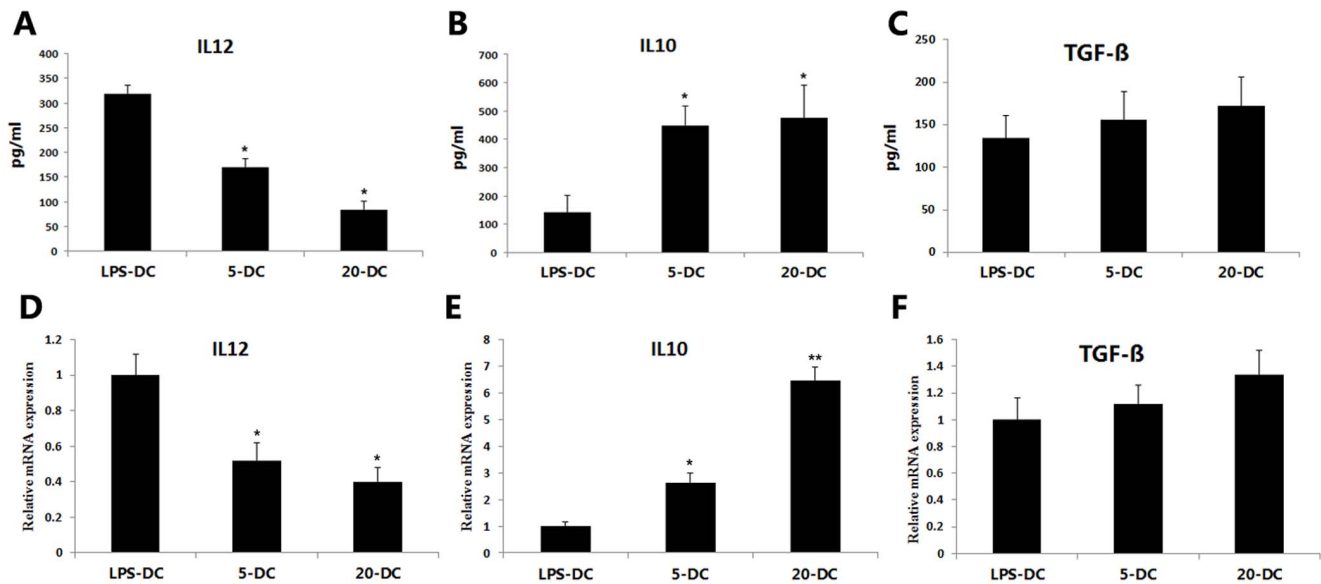 A
IL12
pg/ml
400
350
300
250
200
150
100
50
0
*
*
LPS-DC 5-DC 20-DC
B
IL10
pg/ml
700
600
500
400
300
200
100
0
*
*
LPS-DC 5-DC 20-DC
C
TGF-ß
pg/ml
250
200
150
100
50
0
LPS-DC 5-DC 20-DC
D
IL12
Relative mRNA expression
1.2
1
0.8
0.6
0.4
0.2
0
*
*
LPS-DC 5-DC 20-DC
E
IL10
Relative mRNA expression
8
7
6
5
4
3
2
1
0
*
**
LPS-DC 5-DC 20-DC
F
TGF-ß
Relative mRNA expression
1.6
1.4
1.2
1
0.8
0.6
0.4
0.2
0
LPS-DC 5-DC 20-DC